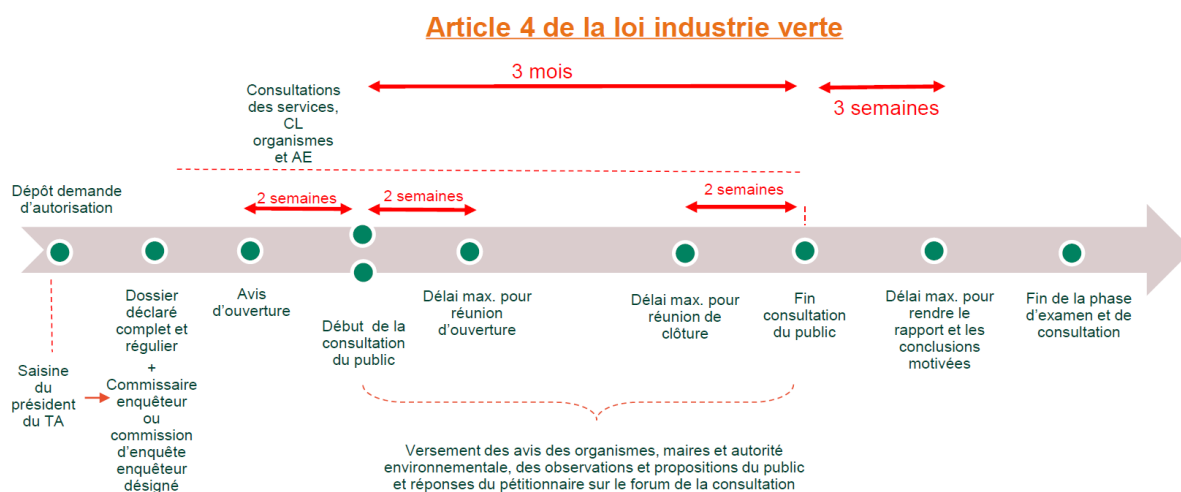 Article 4 de la loi industrie verte
3 mois
3 semaines
Consultations
des services,
CL
organismes
et AE
Dépôt demande
d'autorisation
2 semaines
2 semaines
2 semaines
Dossier
déclaré
complet et
régulier
+
Commissaire
enquêteur
ou
commission
d'enquête
enquêteur
désigné
Saisine
du
président
du TA
Avis
d'ouverture
Début de la
consultation
du public
Délai max. pour
réunion
d'ouverture
Délai max. pour
réunion de
clôture
Fin
consultation
du public
Délai max. pour
rendre le
rapport et les
conclusions
motivées
Fin de la phase
d'examen et de
consultation
Versement des avis des organismes, maires et autorité
environnementale, des observations et propositions du public
et réponses du pétitionnaire sur le forum de la consultation